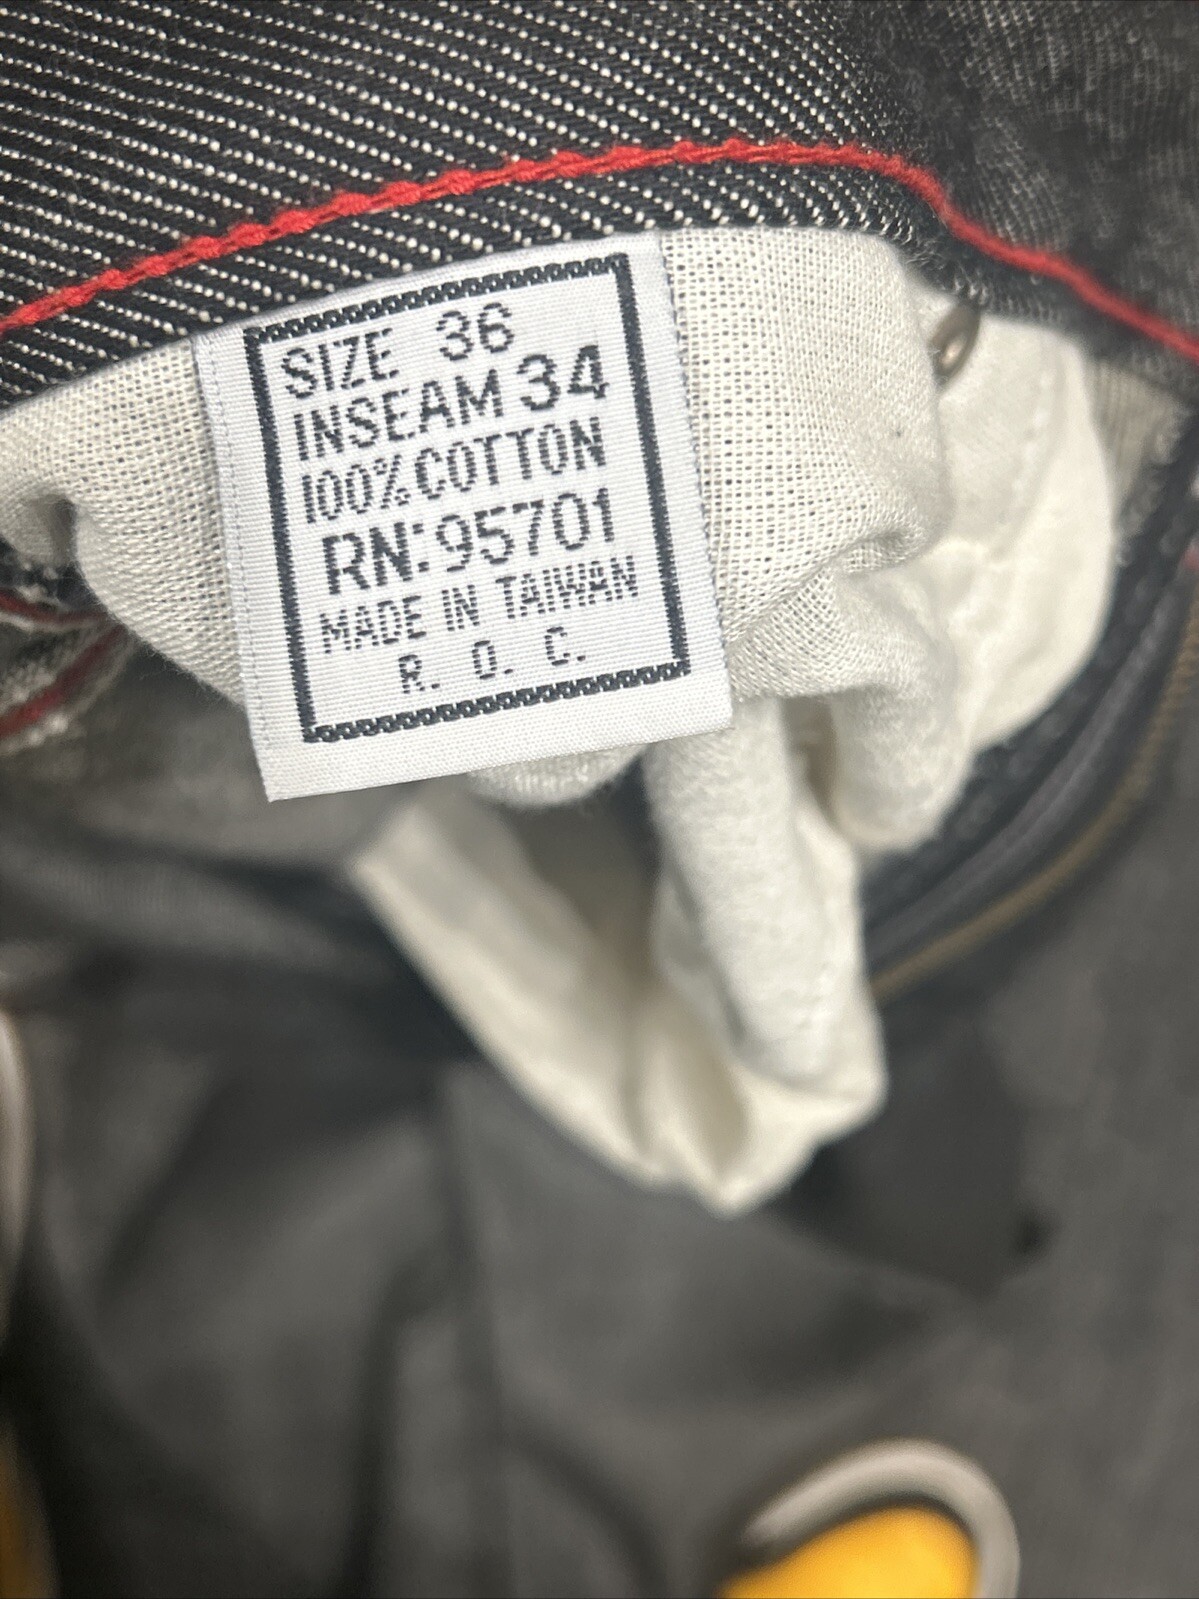 SIZE 36
INSEAM 34
100% COTTON
RN: 95701
MADE IN TAIWAN
R. O. C.